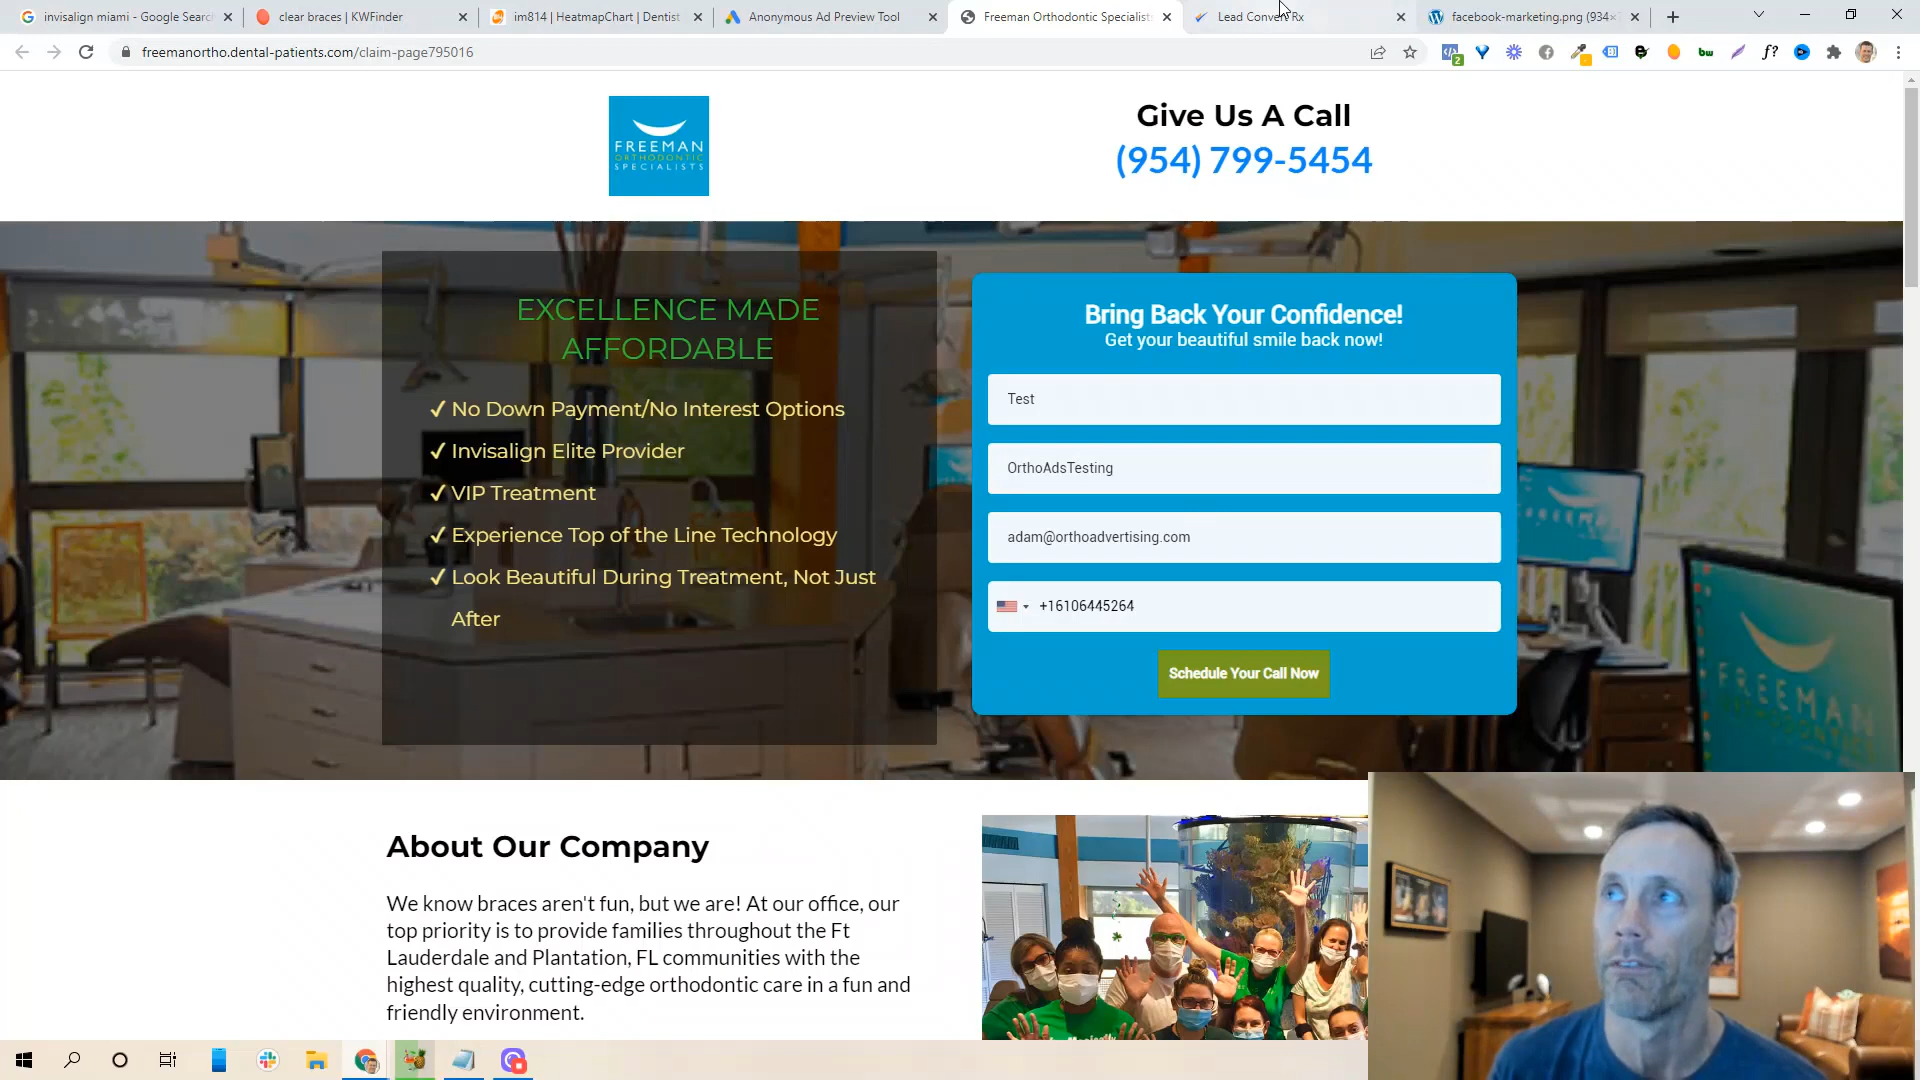 invisalign miami - Google Searc
clear braces | KWFinder
im814 | HeatmapChart | Dentist
Anonymous Ad Preview Tool
Freeman Orthodontic Specialists
Lead Convert Rx
facebook-marketing.png (934×
freemanortho.dental-patients.com/claim-page795016
FREEMAN
ORTHODONTIC
SPECIALISTS
Give Us A Call
(954) 799-5454
EXCELLENCE MADE
AFFORDABLE
✓ No Down Payment/No Interest Options
✓ Invisalign Elite Provider
✓ VIP Treatment
✓ Experience Top of the Line Technology
✓ Look Beautiful During Treatment, Not Just
After
Bring Back Your Confidence!
Get your beautiful smile back now!
Test
OrthoAdsTesting
adam@orthoadvertising.com
+16106445264
Schedule Your Call Now
FREEMAN
ORTHODONTICS
About Our Company
We know braces aren't fun, but we are! At our office, our
top priority is to provide families throughout the Ft
Lauderdale and Plantation, FL communities with the
highest quality, cutting-edge orthodontic care in a fun and
friendly environment.